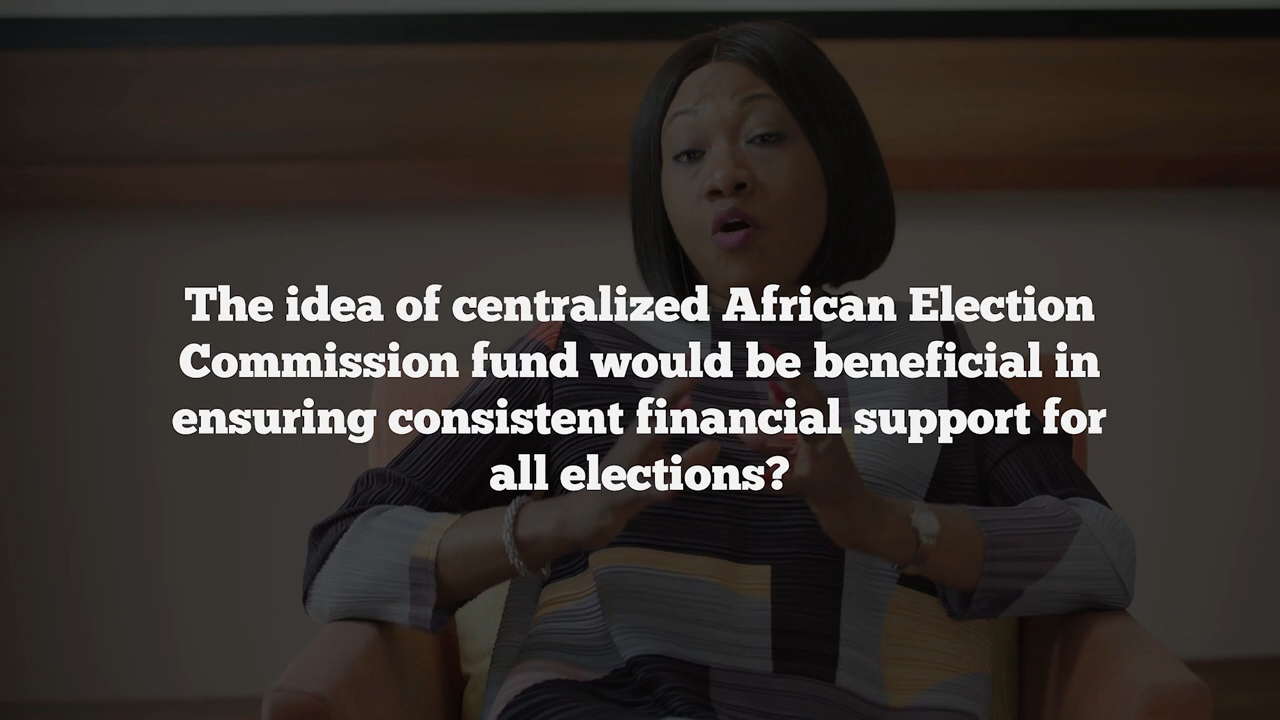 The idea of centralized African Election
Commission fund would be beneficial in
ensuring consistent financial support for
all elections?